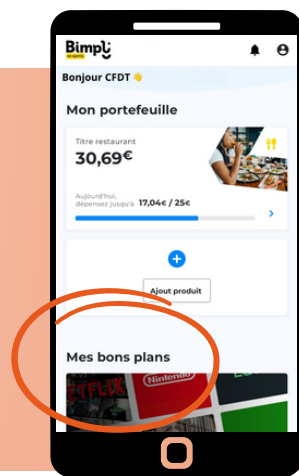 Bimpli
Bonjour CFDT 👋
Mon portefeuille
Titre restaurant
30,69€
Aujourd'hui,
dépensez jusqu'à 17,04€ / 25€
Ajout produit
Mes bons plans
NETFLIX
Nintendo